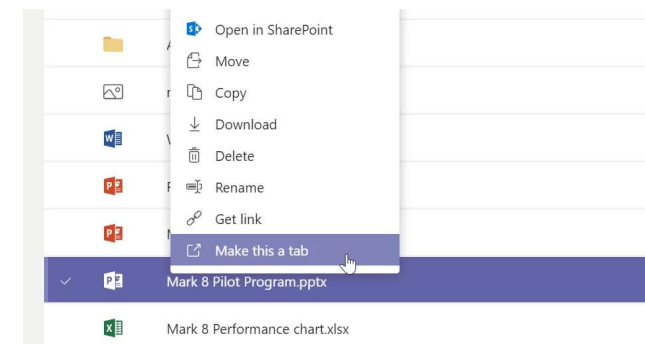 Open in SharePoint
Move
Copy
Download
Delete
Rename
Get link
Make this a tab
Mark 8 Pilot Program.pptx
Mark 8 Performance chart.xlsx